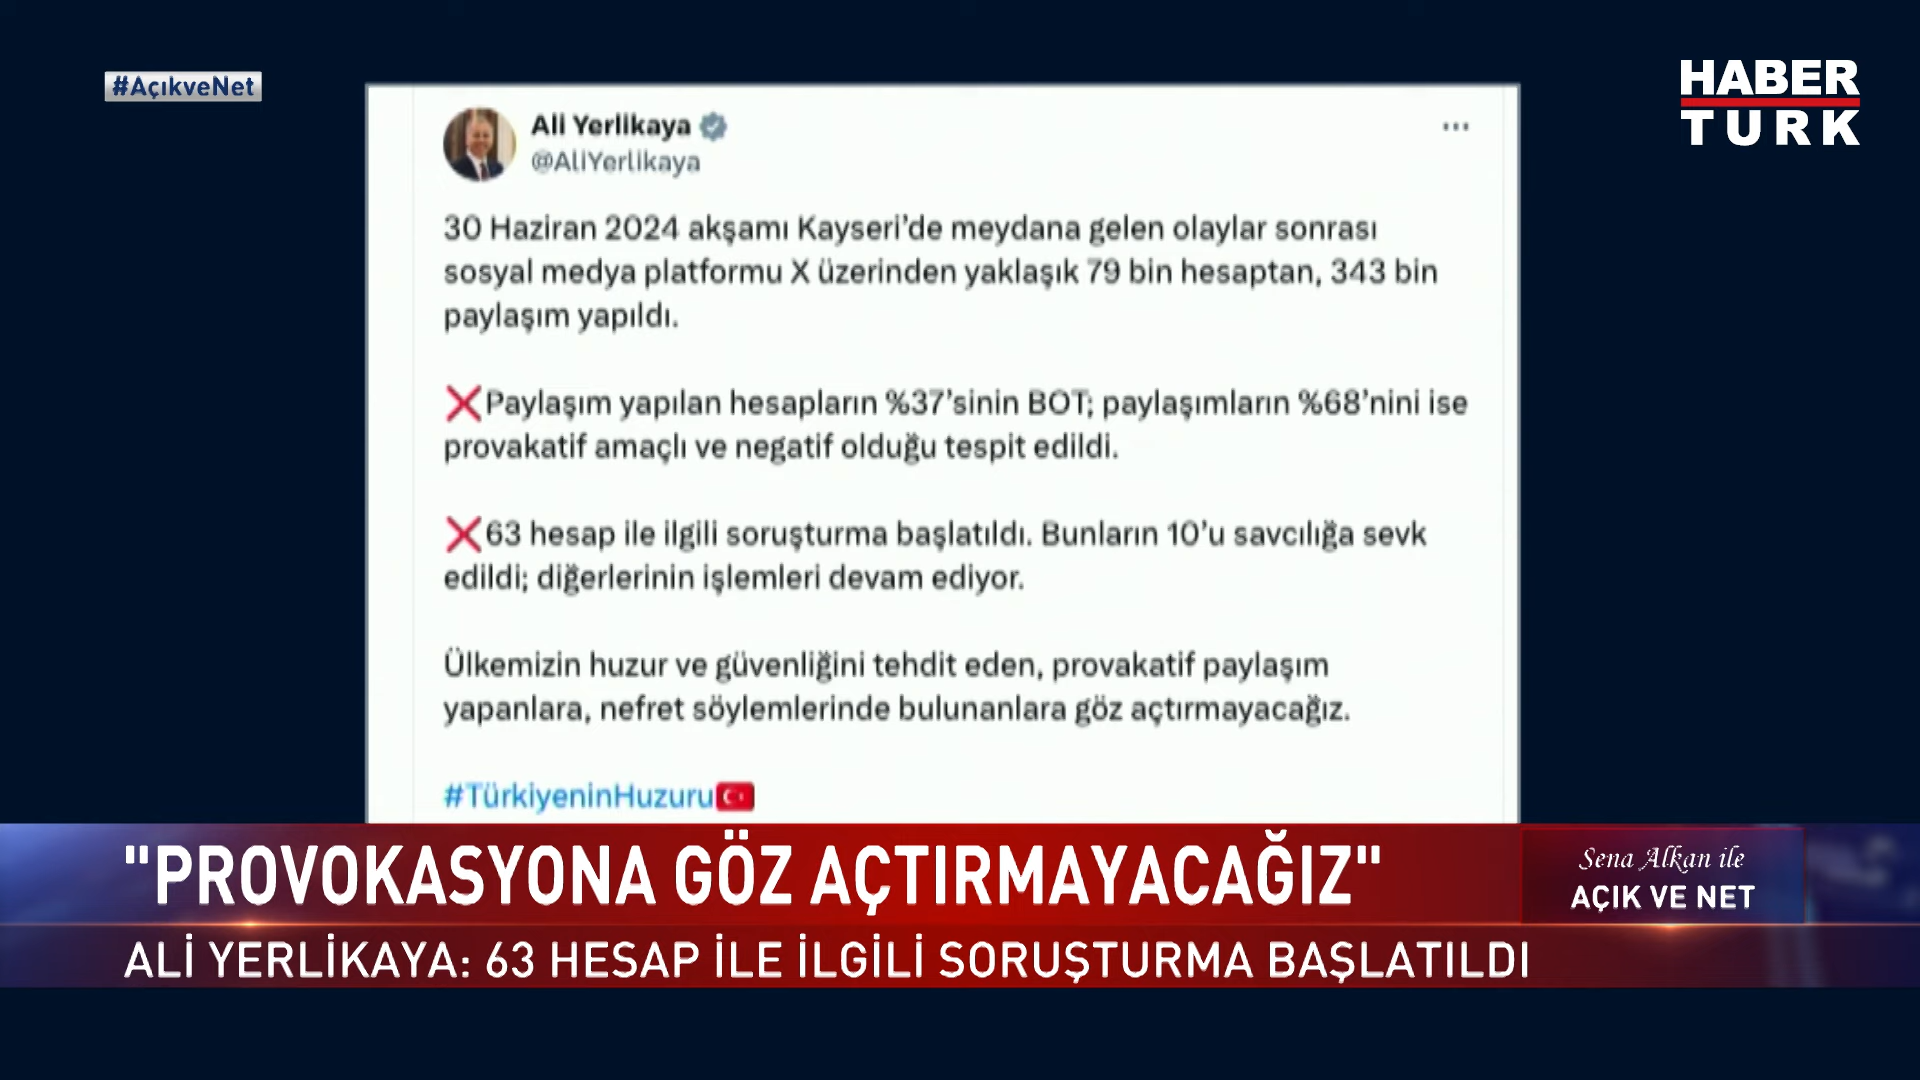 #AçıkveNet
HABER
TURK
Ali Yerlikaya
@AliYerlikaya
30 Haziran 2024 akşamı Kayseri'de meydana gelen olaylar sonrası
sosyal medya platformu X üzerinden yaklaşık 79 bin hesaptan, 343 bin
paylaşım yapıldı.
❌Paylaşım yapılan hesapların %37'sinin BOT; paylaşımların %68'nini ise
provakatif amaçlı ve negatif olduğu tespit edildi.
❌63 hesap ile ilgili soruşturma başlatıldı. Bunların 10'u savcılığa sevk
edildi; diğerlerinin işlemleri devam ediyor.
Ülkemizin huzur ve güvenliğini tehdit eden, provakatif paylaşım
yapanlara, nefret söylemlerinde bulunanlara göz açtırmayacağız.
#TürkiyeninHuzuru🇹🇷
"PROVOKASYONA GÖZ AÇTIRMAYACAĞIZ"
Sena Alkan ile
AÇIK VE NET
ALİ YERLİKAYA: 63 HESAP İLE İLGİLİ SORUŞTURMA BAŞLATILDI